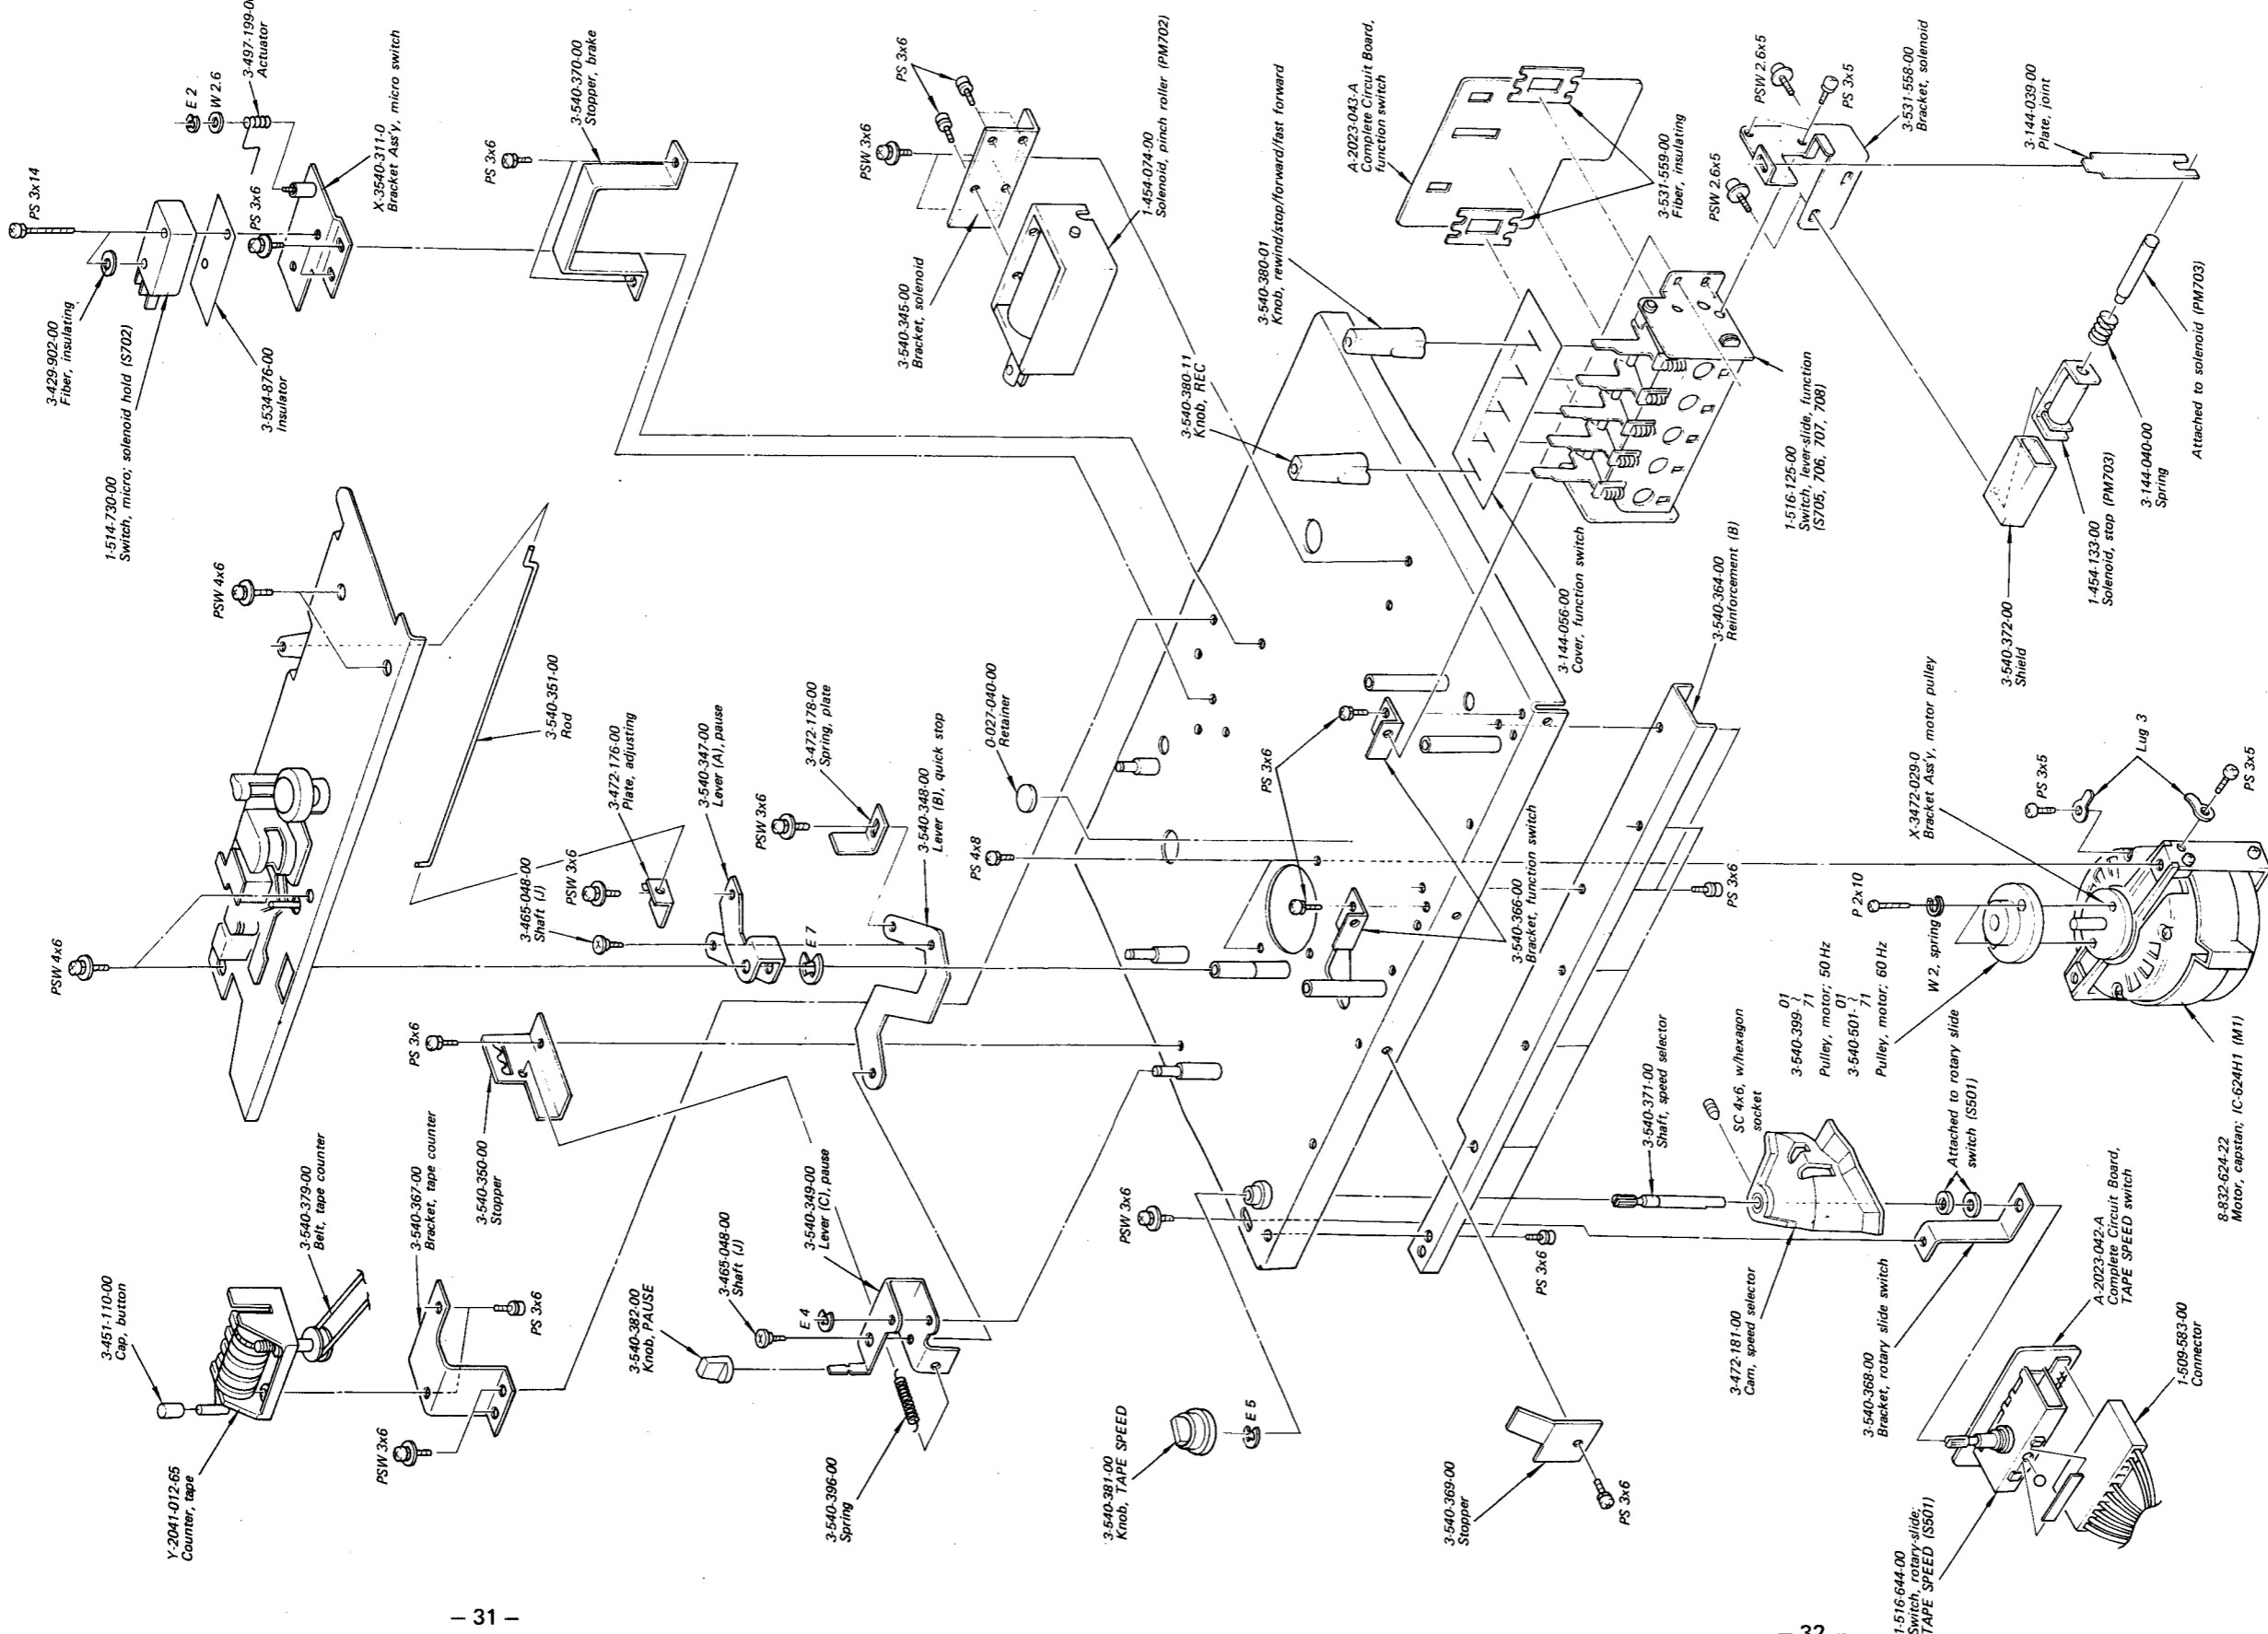 PS 3x14
3-429-902-00
Fiber, insulating
1-514-730-00
Switch, micro; solenoid hold (S702)
3-534-876-00
Insulator
E 2
W 2.6
3-497-199-0
Actuator
PS 3x6
X-3540-311-0
Bracket Ass'y, micro switch
PS 3x6
3-540-370-00
Stopper, brake
PS 3x6
PSW 3x6
3-540-345-00
Bracket, solenoid
1-454-074-00
Solenoid, pinch roller (PM702)
3-540-380-01
Knob, rewind/stop/forward/fast forward
3-540-380-11
Knob, REC
A-2023-043-A
Complete Circuit Board,
function switch
3-531-559-00
Fiber, insulating
PSW 2.6x5
PS 3x5
PSW 2.6x5
3-531-558-00
Bracket, solenoid
3-144-039-00
Plate, joint
Attached to solenoid (PM703)
3-144-040-00
Spring
1-454-133-00
Solenoid, stop (PM703)
3-540-372-00
Shield
1-516-125-00
Switch, lever-slide, function
(S705, 706, 707, 708)
3-144-056-00
Cover, function switch
3-540-364-00
Reinforcement (B)
PSW 4x6
PSW 4x6
3-540-351-00
Rod
3-472-176-00
Plate, adjusting
PSW 3x6
3-465-048-00
Shaft (J)
3-540-347-00
Lever (A), pause
E 7
PSW 3x6
3-472-178-00
Spring, plate
3-540-348-00
Lever (B), quick stop
0-027-040-00
Retainer
PS 4x8
PS 3x6
3-540-366-00
Bracket, function switch
PS 3x6
PS 3x6
3-540-350-00
Stopper
3-451-110-00
Cap, button
Y-2041-012-65
Counter, tape
3-540-379-00
Belt, tape counter
3-540-367-00
Bracket, tape counter
PS 3x6
PSW 3x6
3-540-382-00
Knob, PAUSE
3-465-048-00
Shaft (J)
3-540-349-00
Lever (C), pause
E 4
3-540-396-00
Spring
3-540-381-00
Knob, TAPE SPEED
E 5
PSW 3x6
PS 3x6
3-540-369-00
Stopper
PS 3x6
3-540-371-00
Shaft, speed selector
SC 4x6, w/hexagon
socket
3-472-181-00
Cam, speed selector
Attached to rotary slide
switch (S501)
3-540-368-00
Bracket, rotary slide switch
A-2023-042-A
Complete Circuit Board,
TAPE SPEED switch
1-509-583-00
Connector
1-516-644-00
Switch, rotary-slide;
TAPE SPEED (S501)
X-3472-029-0
Bracket Ass'y, motor pulley
PS 3x5
Lug 3
PS 3x5
P 2x10
W 2, spring
3-540-399- 01 ~ 71
Pulley, motor; 50 Hz
3-540-501- 01 ~ 71
Pulley, motor; 60 Hz
8-832-624-22
Motor, capstan; IC-624H1 (M1)
– 31 –
– 32 –